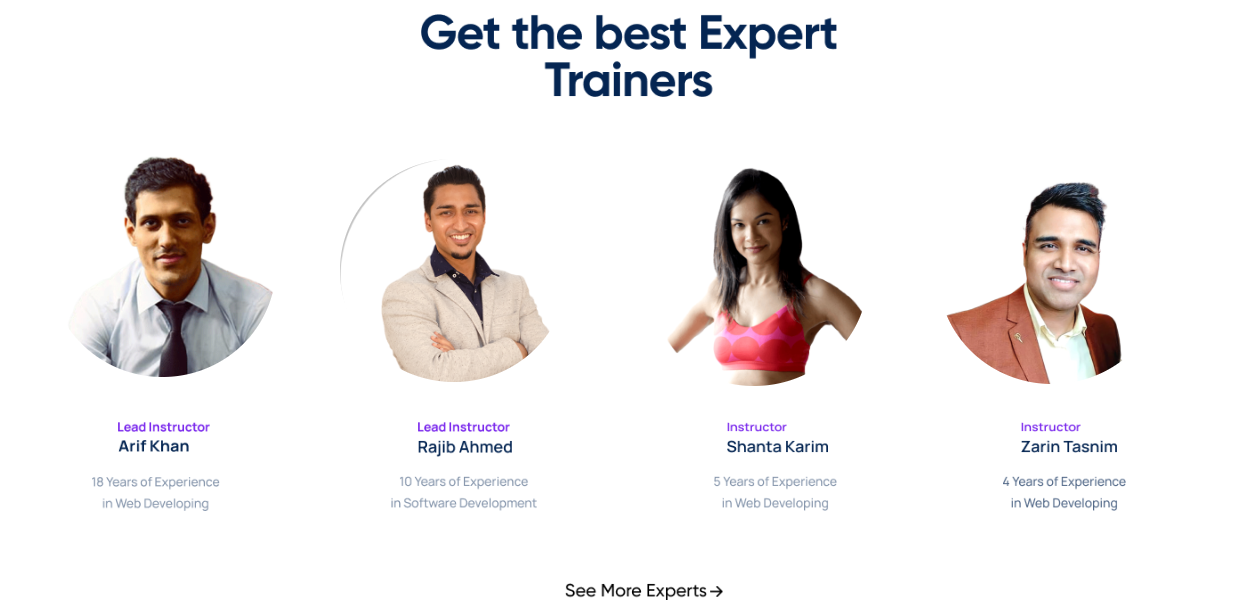 Get the best Expert
Trainers
Lead Instructor
Arif Khan
18 Years of Experience
in Web Developing
Lead Instructor
Rajib Ahmed
10 Years of Experience
in Software Development
Instructor
Shanta Karim
5 Years of Experience
in Web Developing
Instructor
Zarin Tasnim
4 Years of Experience
in Web Developing
See More Experts→